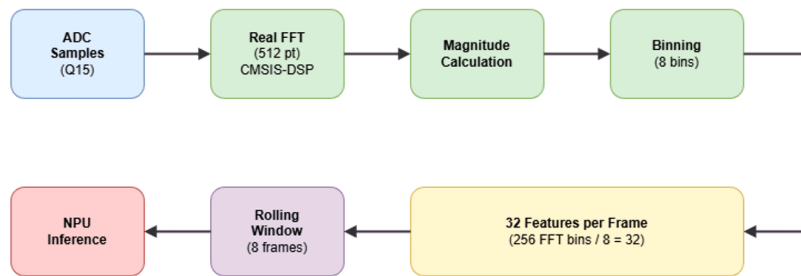 ADC
Samples
(Q15)
Real FFT
(512 pt)
CMSIS-DSP
Magnitude
Calculation
Binning
(8 bins)
NPU
Inference
Rolling
Window
(8 frames)
32 Features per Frame
(256 FFT bins / 8 = 32)